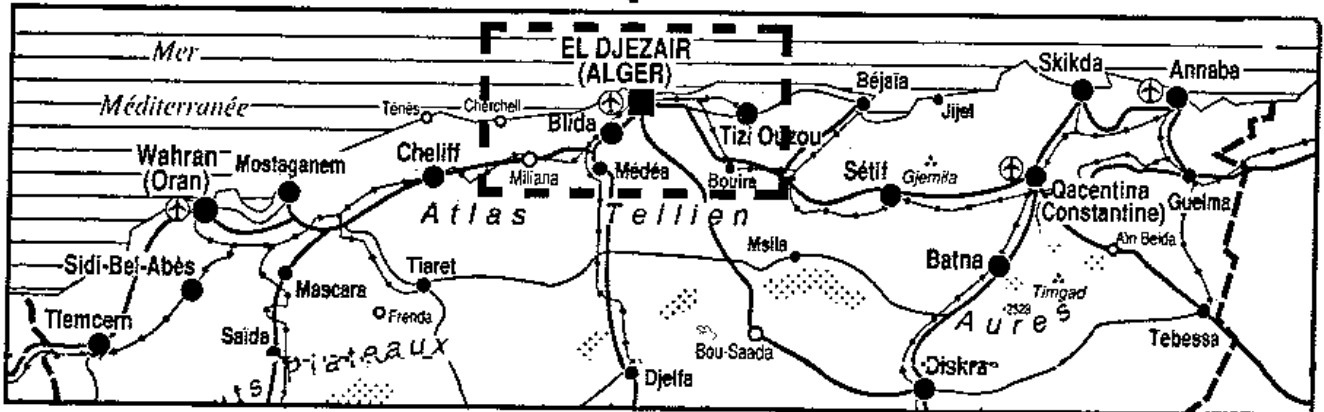 Mer
Méditerranée
EL DJEZAIR
(ALGER)
Skikda
Annaba
Béjaïa
Jijel
Ténès
Cherchell
Blida
Tizi Ouzou
Wahran
(Oran)
Mostaganem
Cheliff
Miliana
Médéa
Bouira
Sétif
Gjemila
Qacentina
(Constantine)
Guelma
Atlas Tellien
Aïn Beida
Sidi-Bel-Abès
Mascara
Tiaret
Msila
Batna
Timgad
Frenda
Aures
Tlemcem
Saïda
Plateaux
Bou-Saada
Tebessa
Djelfa